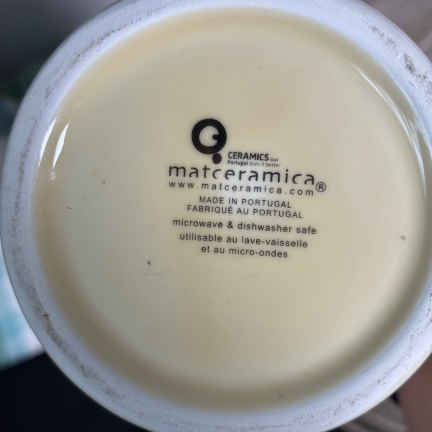 CERAMICS
Portugal
matceramica®
www.matceramica.com
MADE IN PORTUGAL
FABRIQUÉ AU PORTUGAL
microwave & dishwasher safe
utilisable au lave-vaisselle
et au micro-ondes